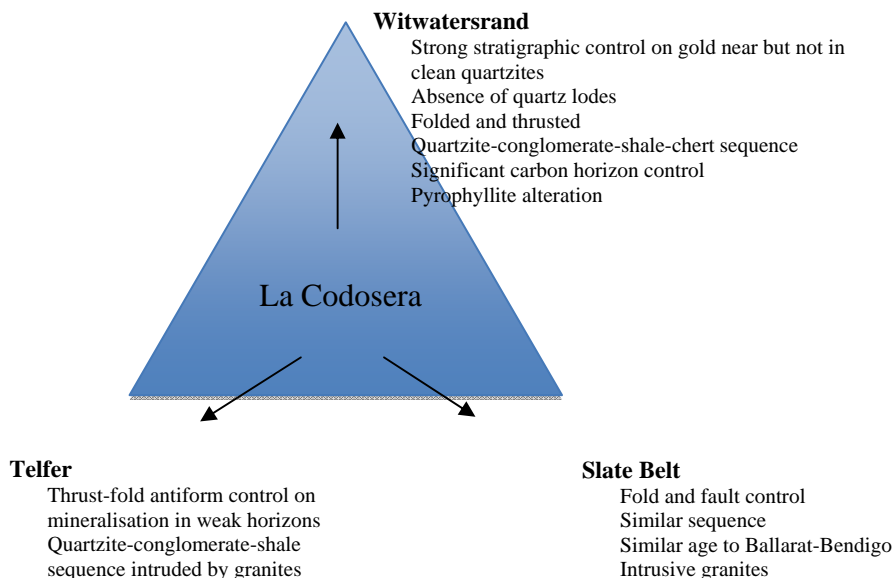 Witwatersrand
Strong stratigraphic control on gold near but not in
clean quartzites
Absence of quartz lodes
Folded and thrusted
Quartzite-conglomerate-shale-chert sequence
Significant carbon horizon control
Pyrophyllite alteration
La Codosera
Telfer
Thrust-fold antiform control on
mineralisation in weak horizons
Quartzite-conglomerate-shale
sequence intruded by granites
Slate Belt
Fold and fault control
Similar sequence
Similar age to Ballarat-Bendigo
Intrusive granites